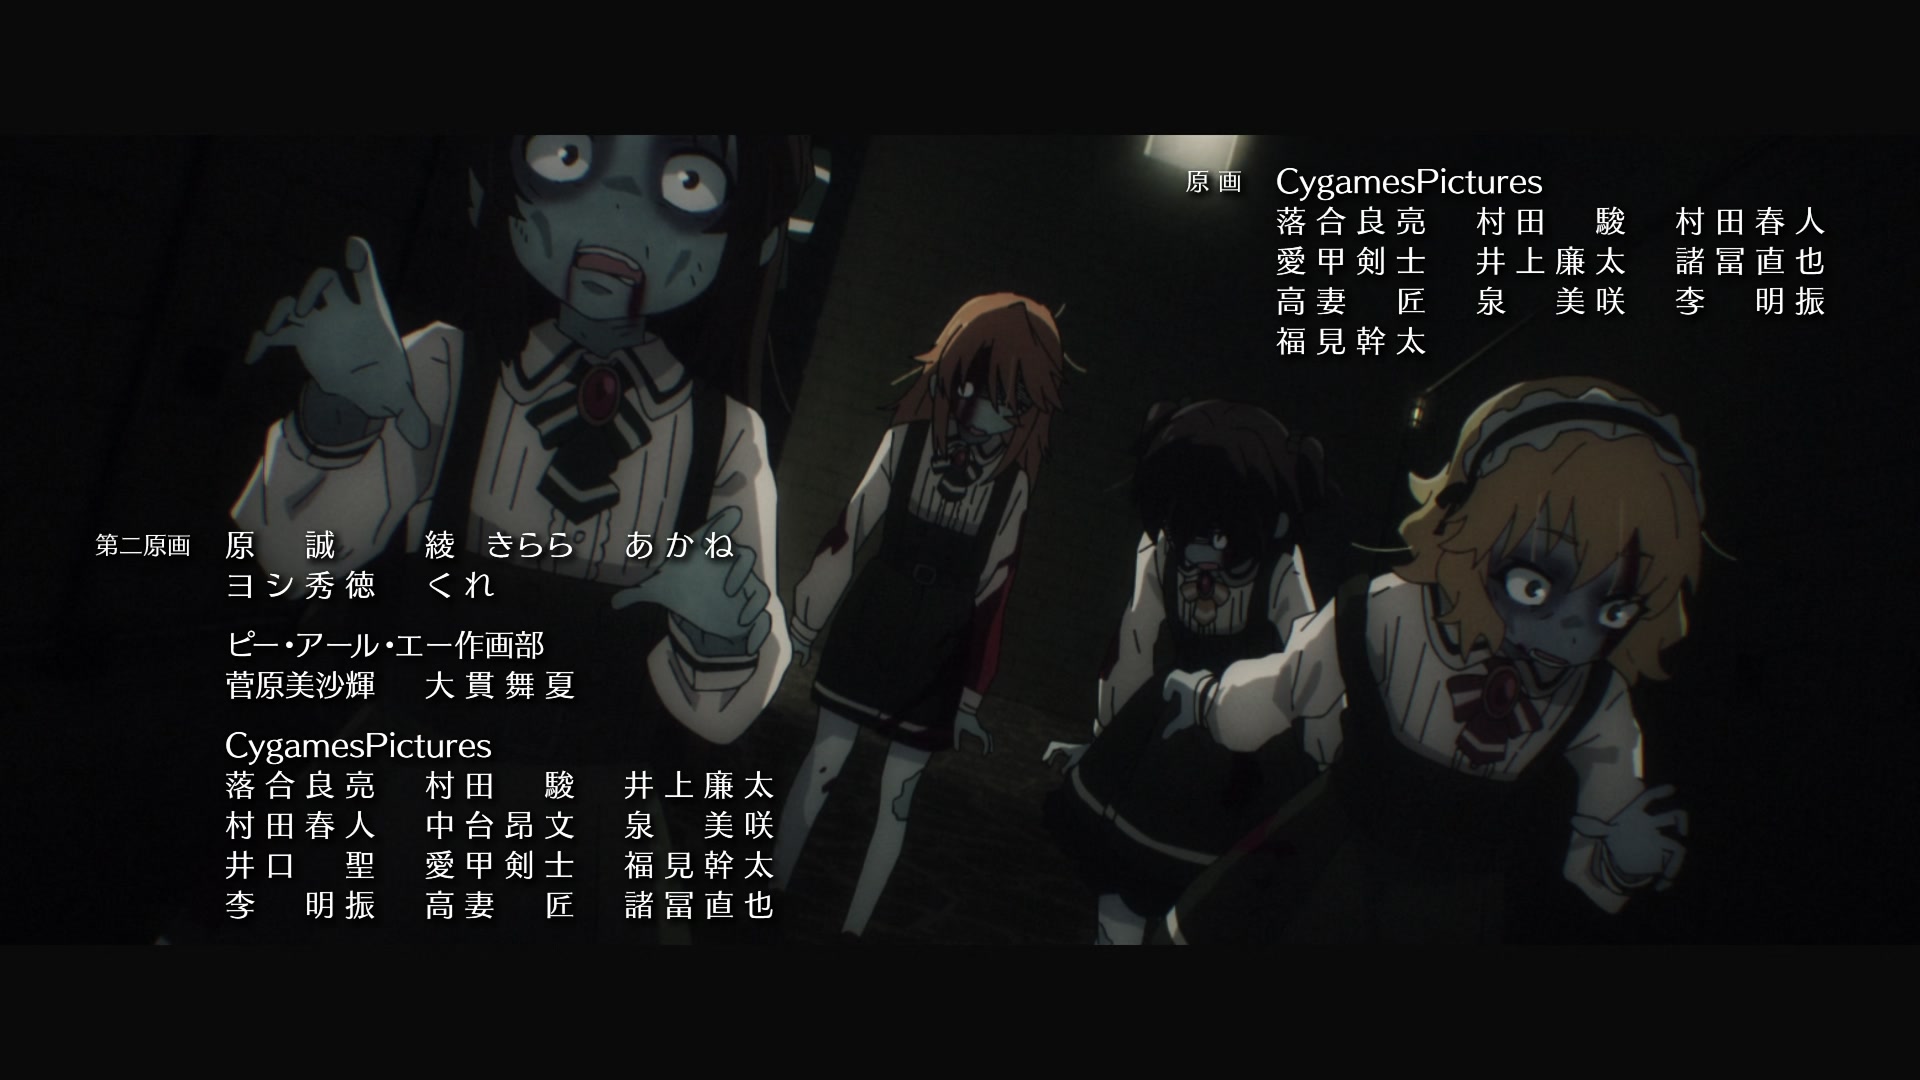 原画 CygamesPictures
落合良亮 村田 駿 村田春人
愛甲剣士 井上廉太 諸冨直也
高妻 匠 泉 美咲 李 明振
福見幹太
第二原画 原 誠 綾 きらら あかね
ヨシ秀徳 くれ
ピー・アール・エー作画部
菅原美沙輝 大貫舞夏
CygamesPictures
落合良亮 村田 駿 井上廉太
村田春人 中台昂文 泉 美咲
井口 聖 愛甲剣士 福見幹太
李 明振 高妻 匠 諸冨直也